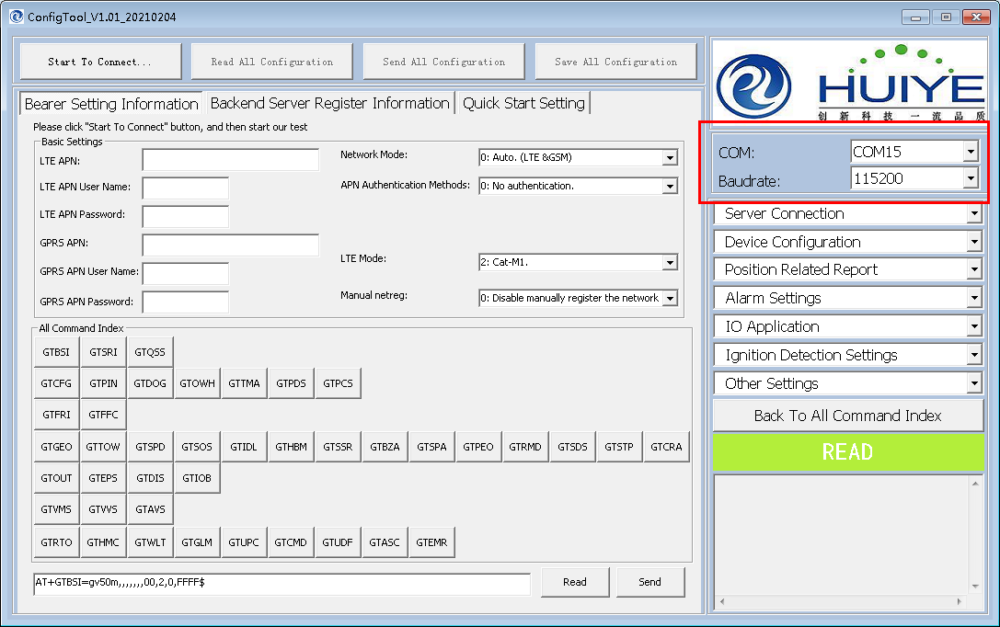 ConfigTool_V1.01_20210204
Start To Connect...
Read All Configuration
Send All Configuration
Save All Configuration
HUIYE
创新科技 一流品质
Bearer Setting Information
Backend Server Register Information
Quick Start Setting
Please click "Start To Connect" button, and then start our test
Basic Settings
LTE APN:
Network Mode:
0: Auto. (LTE &GSM)
LTE APN User Name:
APN Authentication Methods:
0: No authentication.
LTE APN Password:
GPRS APN:
LTE Mode:
2: Cat-M1.
GPRS APN User Name:
GPRS APN Password:
Manual netreg:
0: Disable manually register the network
All Command Index
GTBSI GTSRI GTQSS
GTCFG GTPIN GTDOG GTOWH GTTMA GTPDS GTPCS
GTFRI GTFFC
GTGEO GTTOW GTSPD GTSOS GTIDL GTHBM GTSSR GTBZA GTSPA GTPEO GTRMD GTSDS GTSTP GTCRA
GTOUT GTEPS GTDIS GTIOB
GTVMS GTVVS GTAVS
GTRTO GTHMC GTWLT GTGLM GTUPC GTCMD GTUDF GTASC GTEMR
AT+GTBSI=gv50m,,,,,,,00,2,0,FFFF$
Read
Send
COM:
COM15
Baudrate:
115200
Server Connection
Device Configuration
Position Related Report
Alarm Settings
IO Application
Ignition Detection Settings
Other Settings
Back To All Command Index
READ